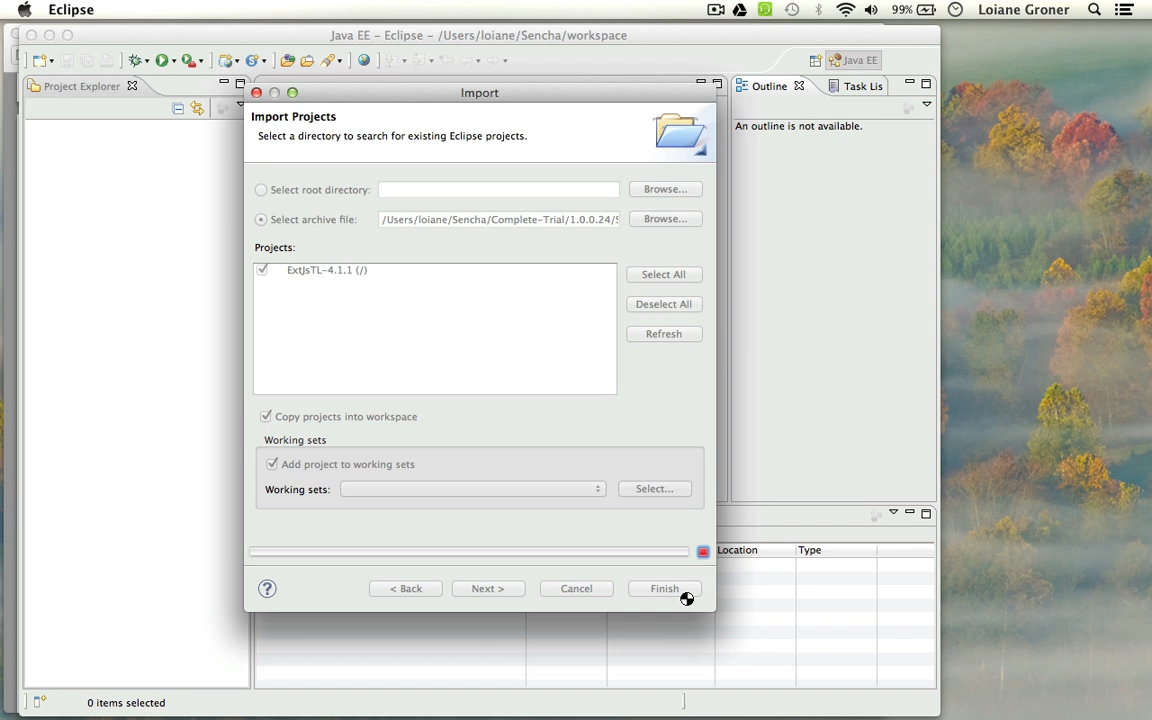 Eclipse
99%
Loiane Groner
Java EE – Eclipse – /Users/loiane/Sencha/workspace
Java EE
Project Explorer
Import
Outline
Task Lis
An outline is not available.
Import Projects
Select a directory to search for existing Eclipse projects.
Select root directory:
Browse...
Select archive file:
/Users/loiane/Sencha/Complete-Trial/1.0.0.24/S
Browse...
Projects:
ExtJsTL-4.1.1 (/)
Select All
Deselect All
Refresh
Copy projects into workspace
Working sets
Add project to working sets
Working sets:
Select...
Location
Type
?
< Back
Next >
Cancel
Finish
0 items selected